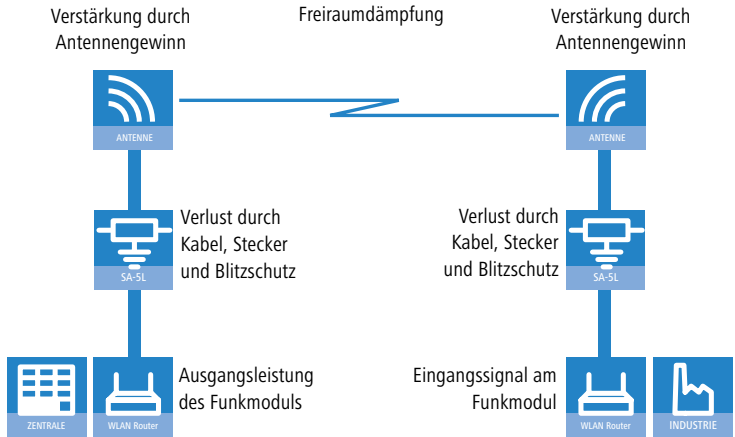 Verstärkung durch
Antennengewinn
Freiraumdämpfung
Verstärkung durch
Antennengewinn
ANTENNE
ANTENNE
Verlust durch
Kabel, Stecker
und Blitzschutz
SA-5L
Verlust durch
Kabel, Stecker
und Blitzschutz
SA-5L
Ausgangsleistung
des Funkmoduls
ZENTRALE
WLAN Router
Eingangssignal am
Funkmodul
WLAN Router
INDUSTRIE